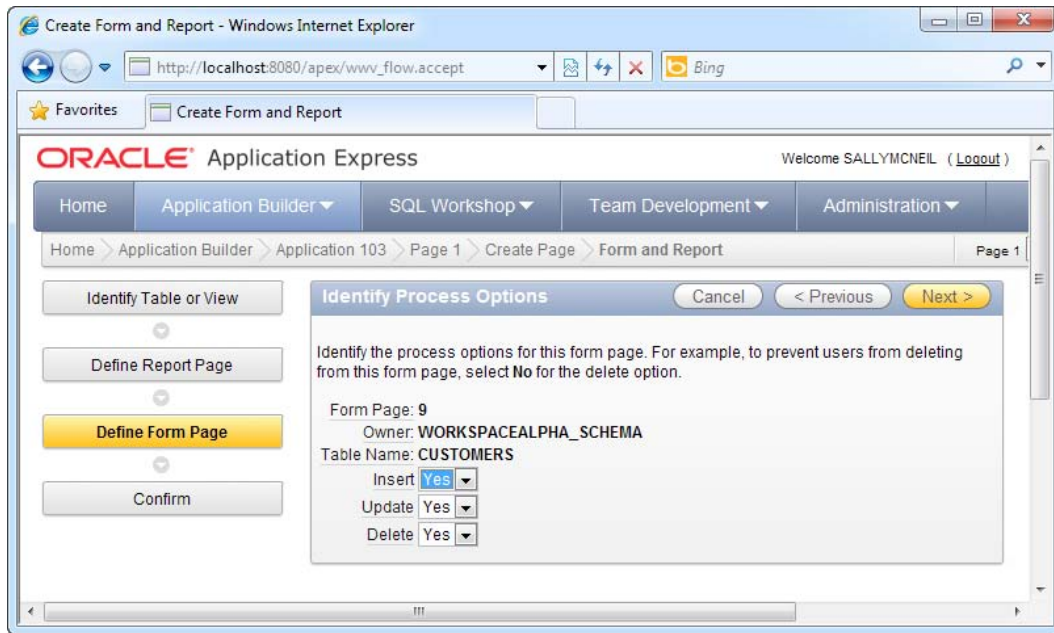 Create Form and Report - Windows Internet Explorer
http://localhost:8080/apex/wwv_flow.accept
Bing
Favorites
Create Form and Report
ORACLE Application Express
Welcome SALLYMCNEIL ( Logout )
Home Application Builder SQL Workshop Team Development Administration
Home Application Builder Application 103 Page 1 Create Page Form and Report Page 1
Identify Table or View
Define Report Page
Define Form Page
Confirm
Identify Process Options Cancel < Previous Next >
Identify the process options for this form page. For example, to prevent users from deleting
from this form page, select No for the delete option.
Form Page: 9
Owner: WORKSPACEALPHA_SCHEMA
Table Name: CUSTOMERS
Insert Yes
Update Yes
Delete Yes